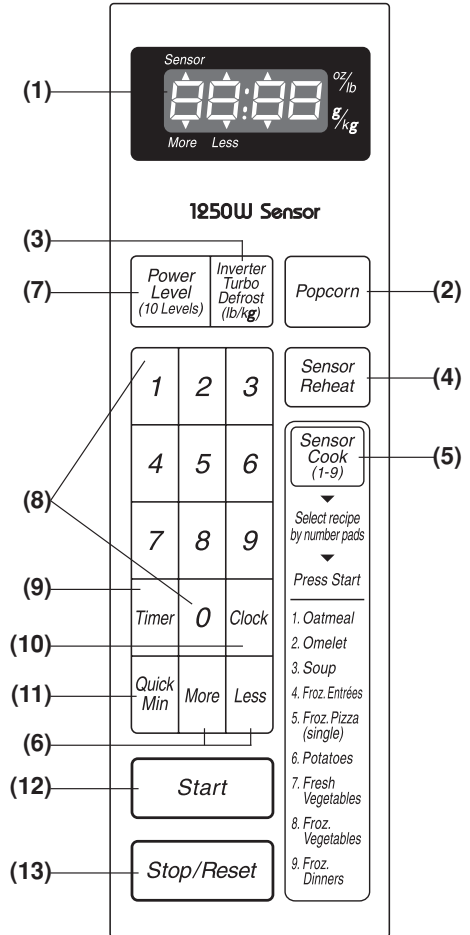 Sensor
(1)
88:88
oz/lb
g/kg
More Less
1250W Sensor
(3)
(7)
Power
Level
(10 Levels)
Inverter
Turbo
Defrost
(lb/kg)
Popcorn
(2)
1 2 3
Sensor
Reheat
(4)
4 5 6
Sensor
Cook
(1-9)
(5)
Select recipe
by number pads
Press Start
(8)
7 8 9
(9)
Timer 0 Clock
(10)
(11)
Quick
Min
More Less
(6)
1. Oatmeal
2. Omelet
3. Soup
4. Froz. Entrées
5. Froz. Pizza
(single)
6. Potatoes
7. Fresh
Vegetables
8. Froz.
Vegetables
9. Froz.
Dinners
(12)
Start
(13)
Stop/Reset